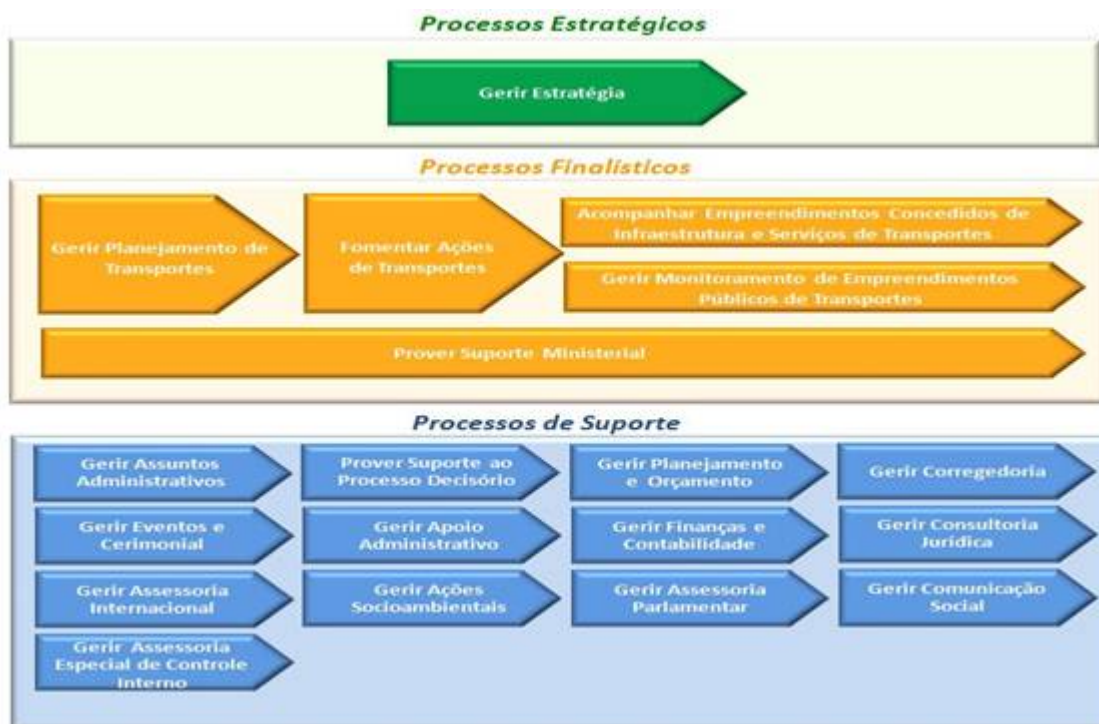 Processos Estratégicos
Gerir Estratégia
Processos Finalísticos
Gerir Planejamento de
Transportes
Fomentar Ações
de Transportes
Acompanhar Empreendimentos Concedidos de
Infraestrutura e Serviços de Transportes
Gerir Monitoramento de Empreendimentos
Públicos de Transportes
Prover Suporte Ministerial
Processos de Suporte
Gerir Assuntos
Administrativos
Prover Suporte ao
Processo Decisório
Gerir Planejamento
e Orçamento
Gerir Corregedoria
Gerir Eventos e
Cerimonial
Gerir Apoio
Administrativo
Gerir Finanças e
Contabilidade
Gerir Consultoria
Jurídica
Gerir Assessoria
Internacional
Gerir Ações
Socioambientais
Gerir Assessoria
Parlamentar
Gerir Comunicação
Social
Gerir Assessoria
Especial de Controle
Interno